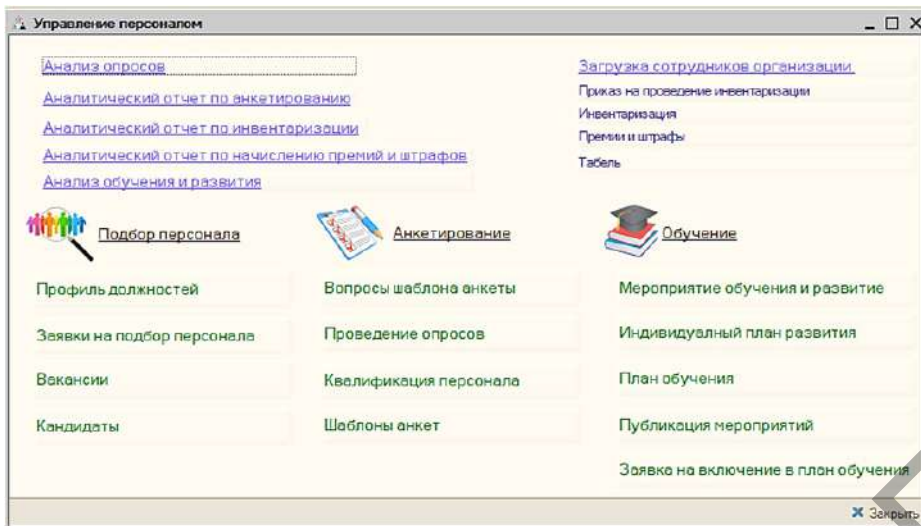 Управление персоналом
Анализ опросов
Аналитический отчет по анкетированию
Аналитический отчет по инвентаризации
Аналитический отчет по начислению премий и штрафов
Анализ обучения и развития
Загрузка сотрудников организации
Приказ на проведение инвентаризации
Инвентаризация
Премии и штрафы
Табель
Подбор персонала
Профиль должностей
Заявки на подбор персонала
Вакансии
Кандидаты
Анкетирование
Вопросы шаблона анкеты
Проведение опросов
Квалификация персонала
Шаблоны анкет
Обучение
Мероприятие обучения и развитие
Индивидуалный план развития
План обучения
Публикация мероприятий
Заявка на включение в план обучения
Закрыть